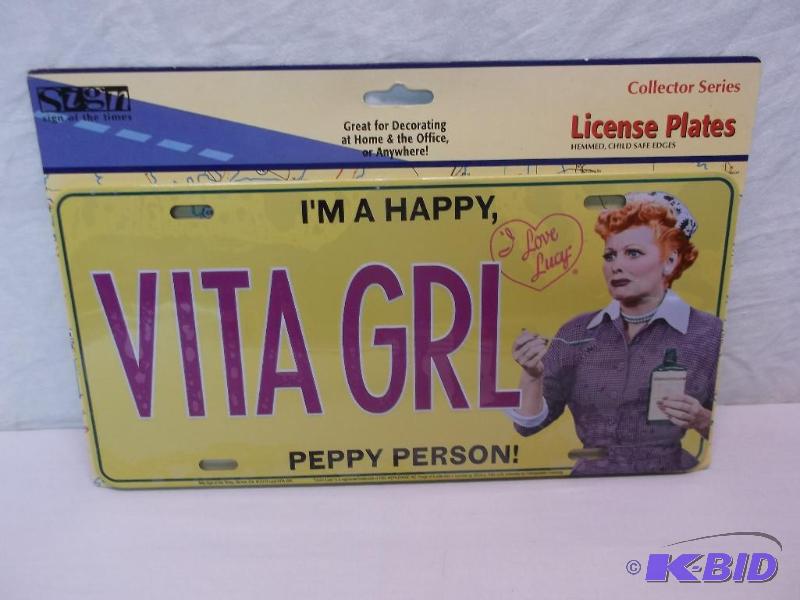 Sign
sign of the times
Great for Decorating
at Home & the Office,
or Anywhere!
Collector Series
License Plates
HEMMED, CHILD SAFE EDGES
I'M A HAPPY,
I Love
Lucy
®
VITA GRL
PEPPY PERSON!
© K-BID